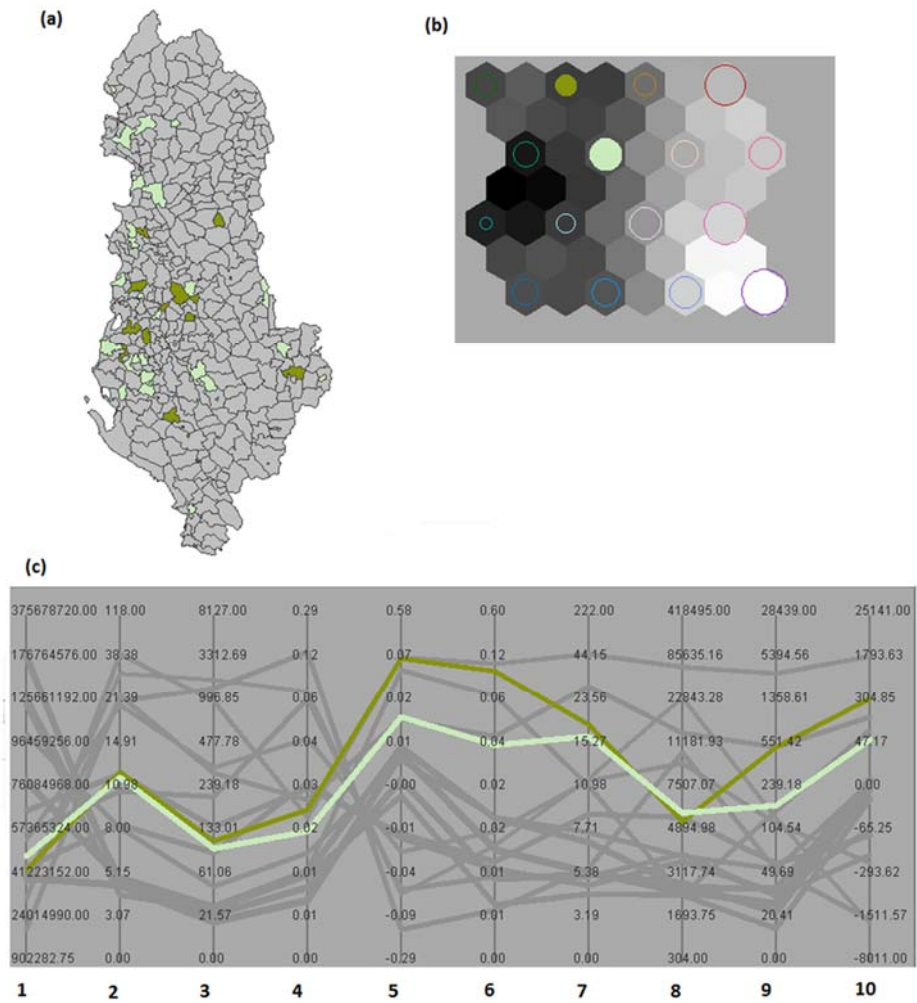 (a)
(b)
(c)
375678720.00 118.00 8127.00 0.29 0.58 0.60 222.00 418495.00 28439.00 25141.00
176764576.00 38.38 3312.69 0.12 0.07 0.12 44.15 85635.16 5394.56 1793.63
125661192.00 21.39 996.85 0.06 0.02 0.06 23.56 22843.28 1358.61 304.85
96459256.00 14.91 477.78 0.04 0.01 0.04 15.27 11181.93 551.42 47.17
76084968.00 10.98 239.18 0.03 -0.00 0.02 10.98 7507.07 239.18 0.00
57365324.00 8.00 133.01 0.02 -0.01 0.02 7.71 4894.98 104.54 -65.25
41223152.00 5.15 61.06 0.01 -0.04 0.01 5.38 3117.74 49.69 -293.62
24014990.00 3.07 21.57 0.01 -0.09 0.01 3.19 1693.75 20.41 -1511.57
902282.75 0.00 0.00 0.00 -0.29 0.00 0.00 304.00 0.00 -8011.00
1 2 3 4 5 6 7 8 9 10